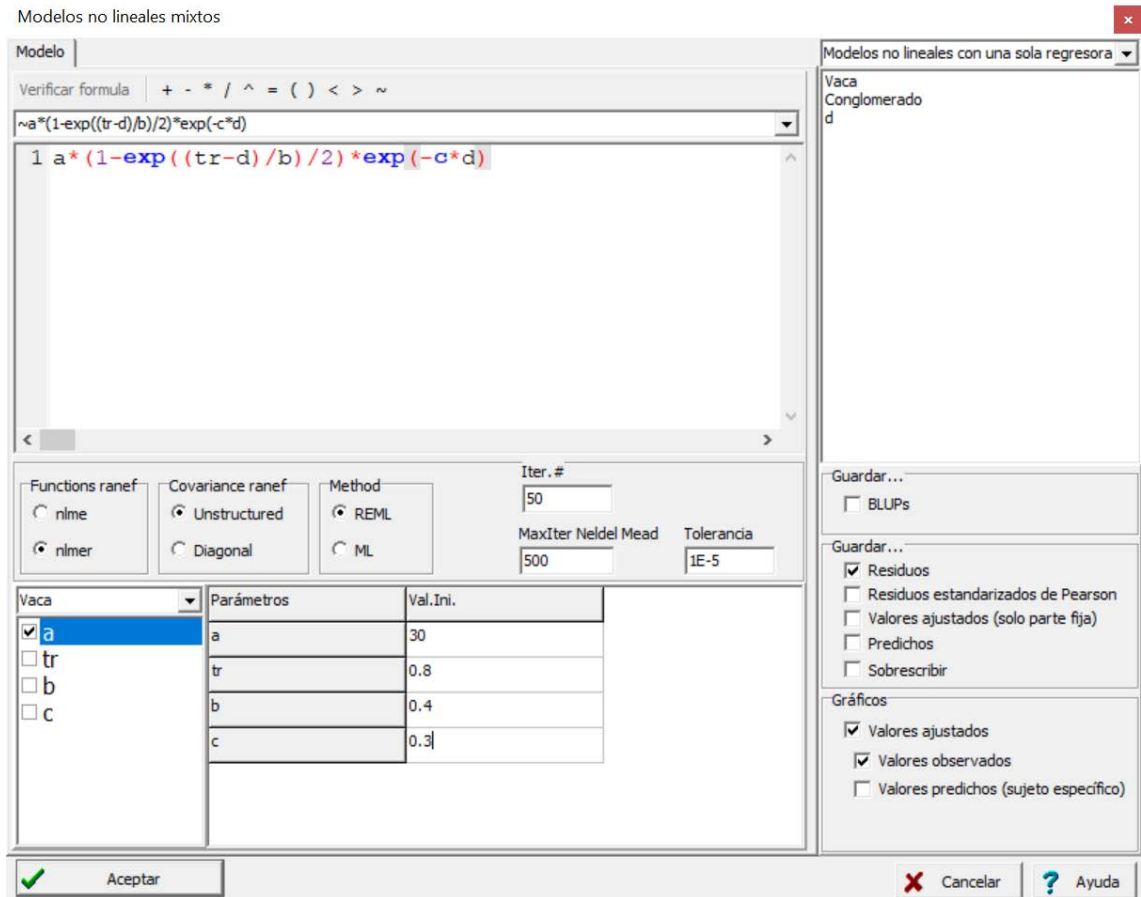 Modelos no lineales mixtos
x
Modelo
Verificar formula + - * / ^ = ( ) < > ~
~a*(1-exp((tr-d)/b)/2)*exp(-c*d)
1 a*(1-exp((tr-d)/b)/2)*exp(-c*d)
Modelos no lineales con una sola regresora
Vaca
Conglomerado
d
Functions ranef
nlme
nlmer
Covariance ranef
Unstructured
Diagonal
Method
REML
ML
Iter.#
50
MaxIter Neldel Mead
500
Tolerancia
1E-5
Vaca
a
tr
b
c
Parámetros Val.Ini.
a 30
tr 0.8
b 0.4
c 0.3
Guardar...
BLUPs
Guardar...
Residuos
Residuos estandarizados de Pearson
Valores ajustados (solo parte fija)
Predichos
Sobrescribir
Gráficos
Valores ajustados
Valores observados
Valores predichos (sujeto específico)
Aceptar
Cancelar
? Ayuda